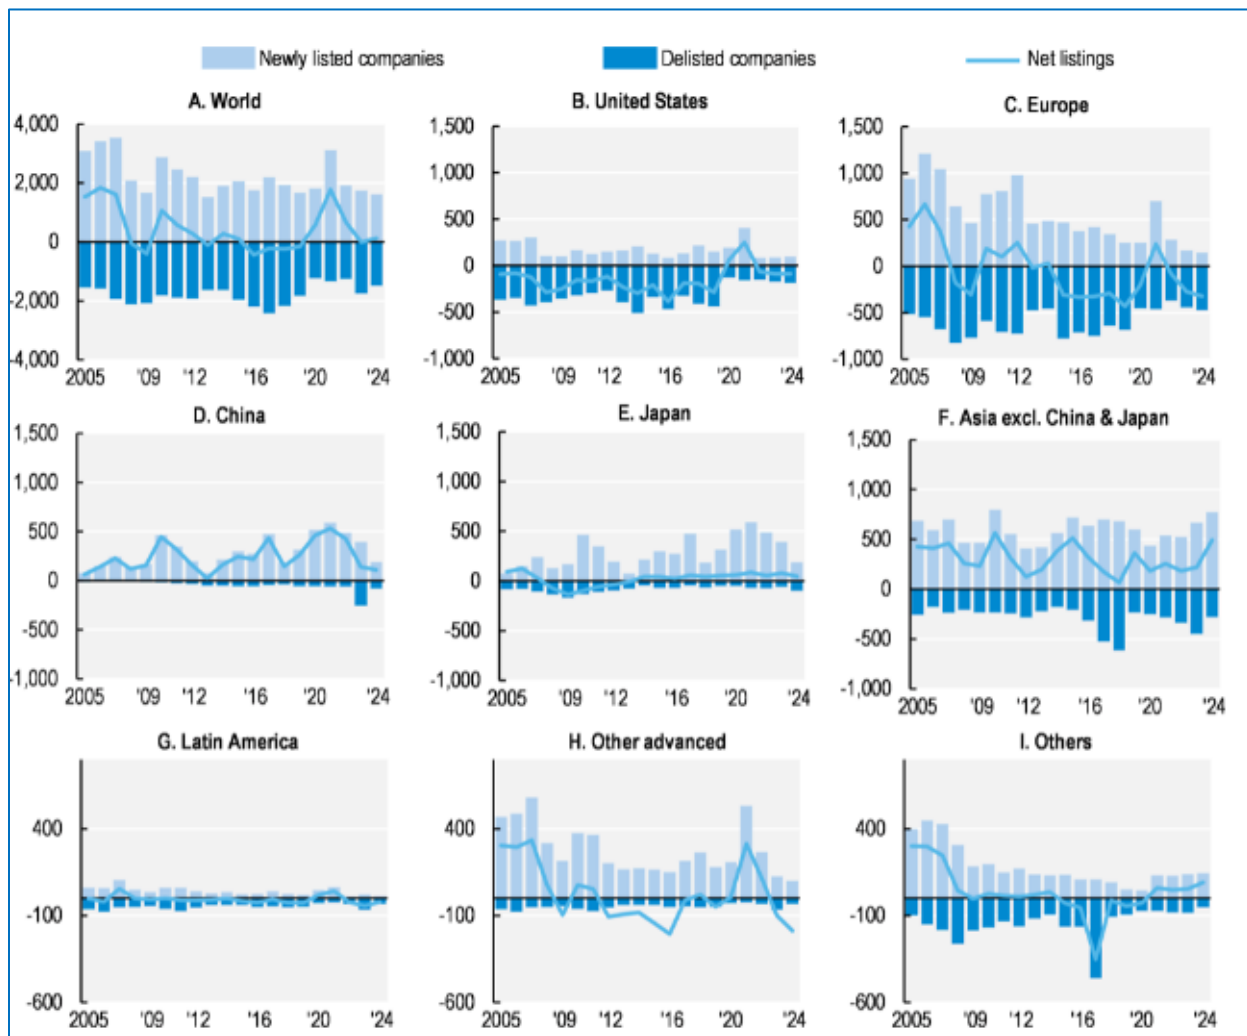 Newly listed companies Delisted companies Net listings
A. World B. United States C. Europe
4,000 1,500 1,500
2,000 1,000 1,000
500 500
0 0 0
-2,000 -500 -500
-4,000 -1,000 -1,000
2005 '09 '12 '16 '20 '24 2005 '09 '12 '16 '20 '24 2005 '09 '12 '16 '20 '24
D. China E. Japan F. Asia excl. China & Japan
1,500 1,500 1,500
1,000 1,000 1,000
500 500 500
0 0 0
-500 -500 -500
-1,000 -1,000 -1,000
2005 '09 '12 '16 '20 '24 2005 '09 '12 '16 '20 '24 2005 '09 '12 '16 '20 '24
G. Latin America H. Other advanced I. Others
400 400 400
-100 -100 -100
-600 -600 -600
2005 '09 '12 '16 '20 '24 2005 '09 '12 '16 '20 '24 2005 '09 '12 '16 '20 '24